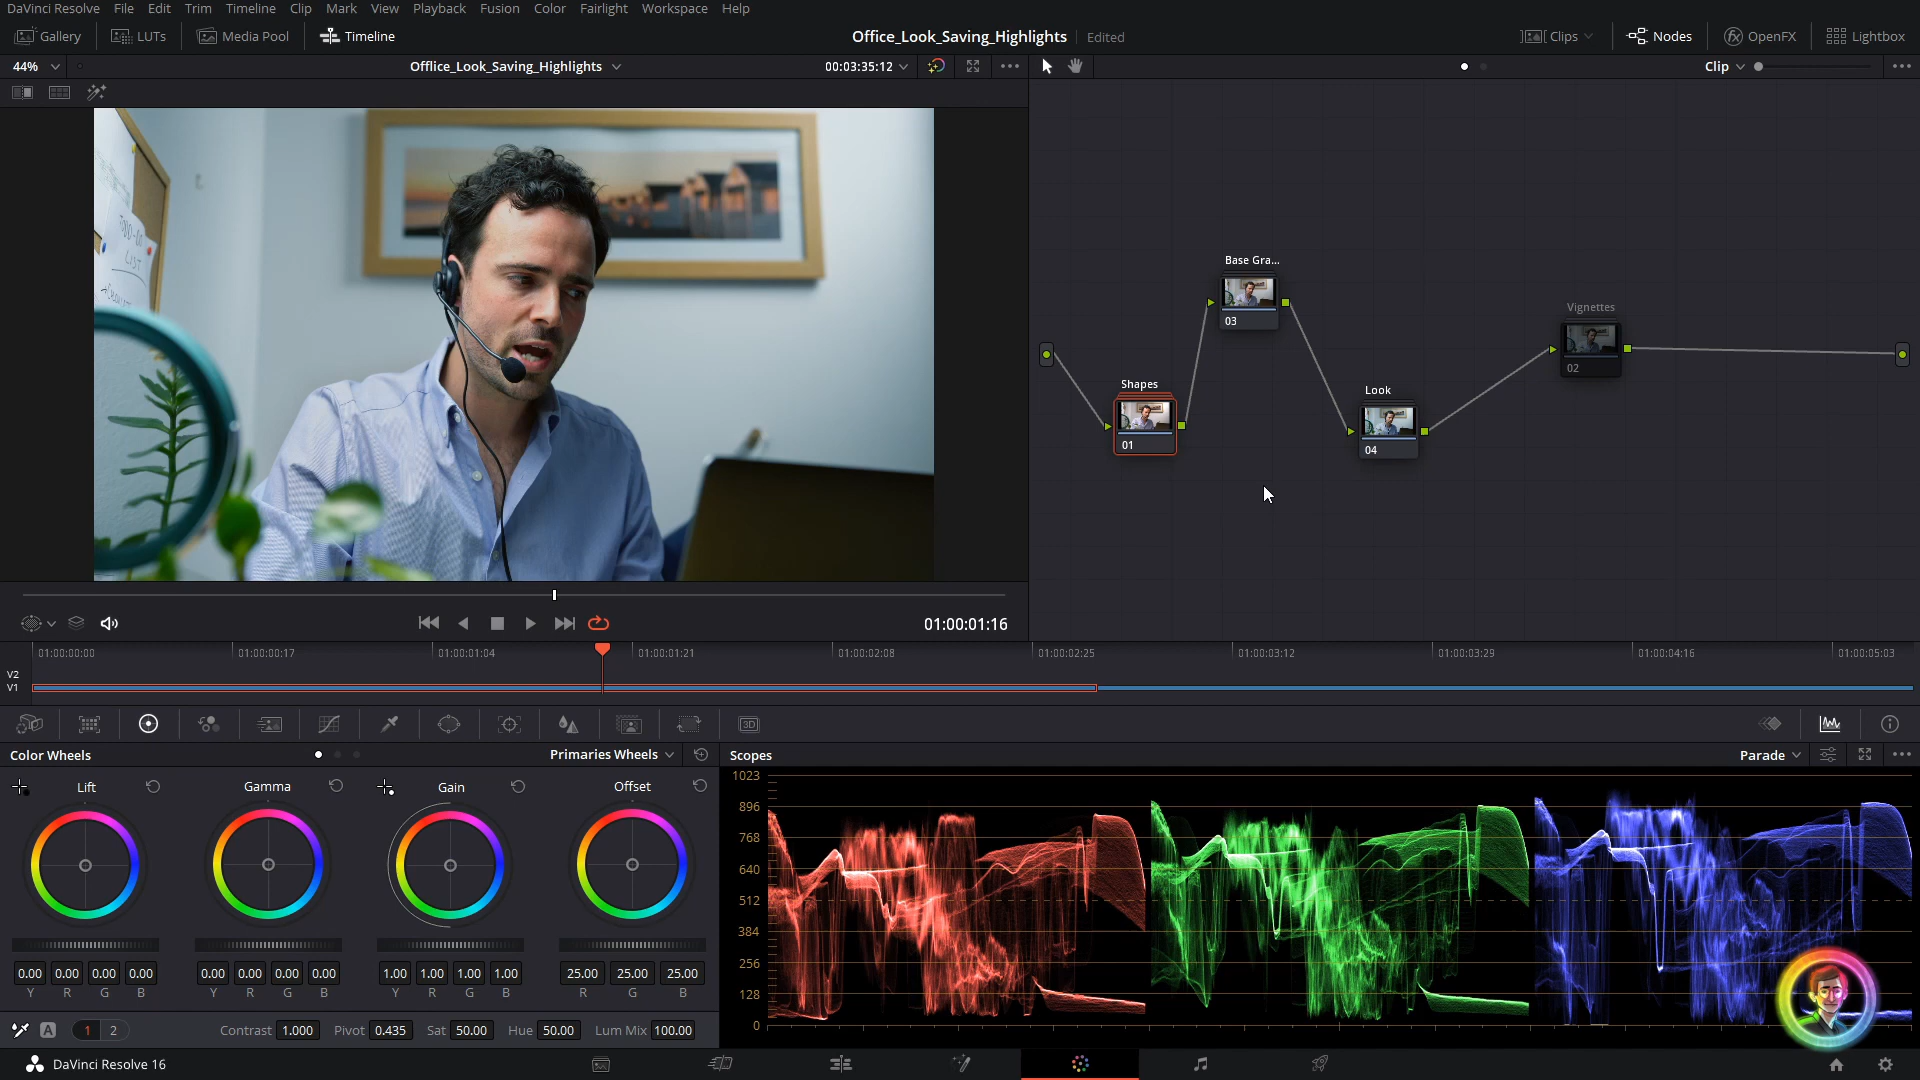 DaVinci Resolve File Edit Trim Timeline Clip Mark View Playback Fusion Color Fairlight Workspace Help
Gallery LUTs Media Pool Timeline Office_Look_Saving_Highlights Edited Clips Nodes OpenFX Lightbox
44% Offlice_Look_Saving_Highlights 00:03:35:12 Clip
TODO-DO
LIST
Base Gra...
03
Vignettes
02
Shapes
01
Look
04
01:00:01:16
01:00:00:00 01:00:00:17 01:00:01:04 01:00:01:21 01:00:02:08 01:00:02:25 01:00:03:12 01:00:03:29 01:00:04:16 01:00:05:03
V2
V1
3D
Color Wheels Primaries Wheels Scopes Parade
Lift Gamma Gain Offset
0.00 0.00 0.00 0.00 0.00 0.00 0.00 0.00 1.00 1.00 1.00 1.00 25.00 25.00 25.00
Y R G B Y R G B Y R G B R G B
A 1 2 Contrast 1.000 Pivot 0.435 Sat 50.00 Hue 50.00 Lum Mix 100.00
1023
896
768
640
512
384
256
128
0
DaVinci Resolve 16